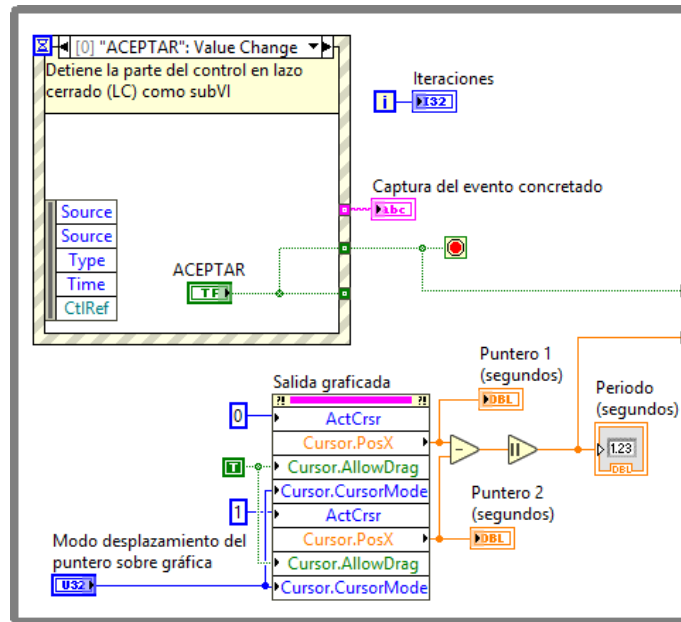 [0] "ACEPTAR": Value Change
Detiene la parte del control en lazo
cerrado (LC) como subVI
Iteraciones
i
I32
Captura del evento concretado
abc
Source
Source
Type
Time
CtlRef
ACEPTAR
TF
Salida graficada
?!
?!
0
ActCrsr
Cursor.PosX
T
Cursor.AllowDrag
Cursor.CursorMode
1
ActCrsr
Cursor.PosX
Cursor.AllowDrag
Cursor.CursorMode
Modo desplazamiento del
puntero sobre gráfica
U32
Puntero 1
(segundos)
DBL
Periodo
(segundos)
1.23
DBL
Puntero 2
(segundos)
DBL